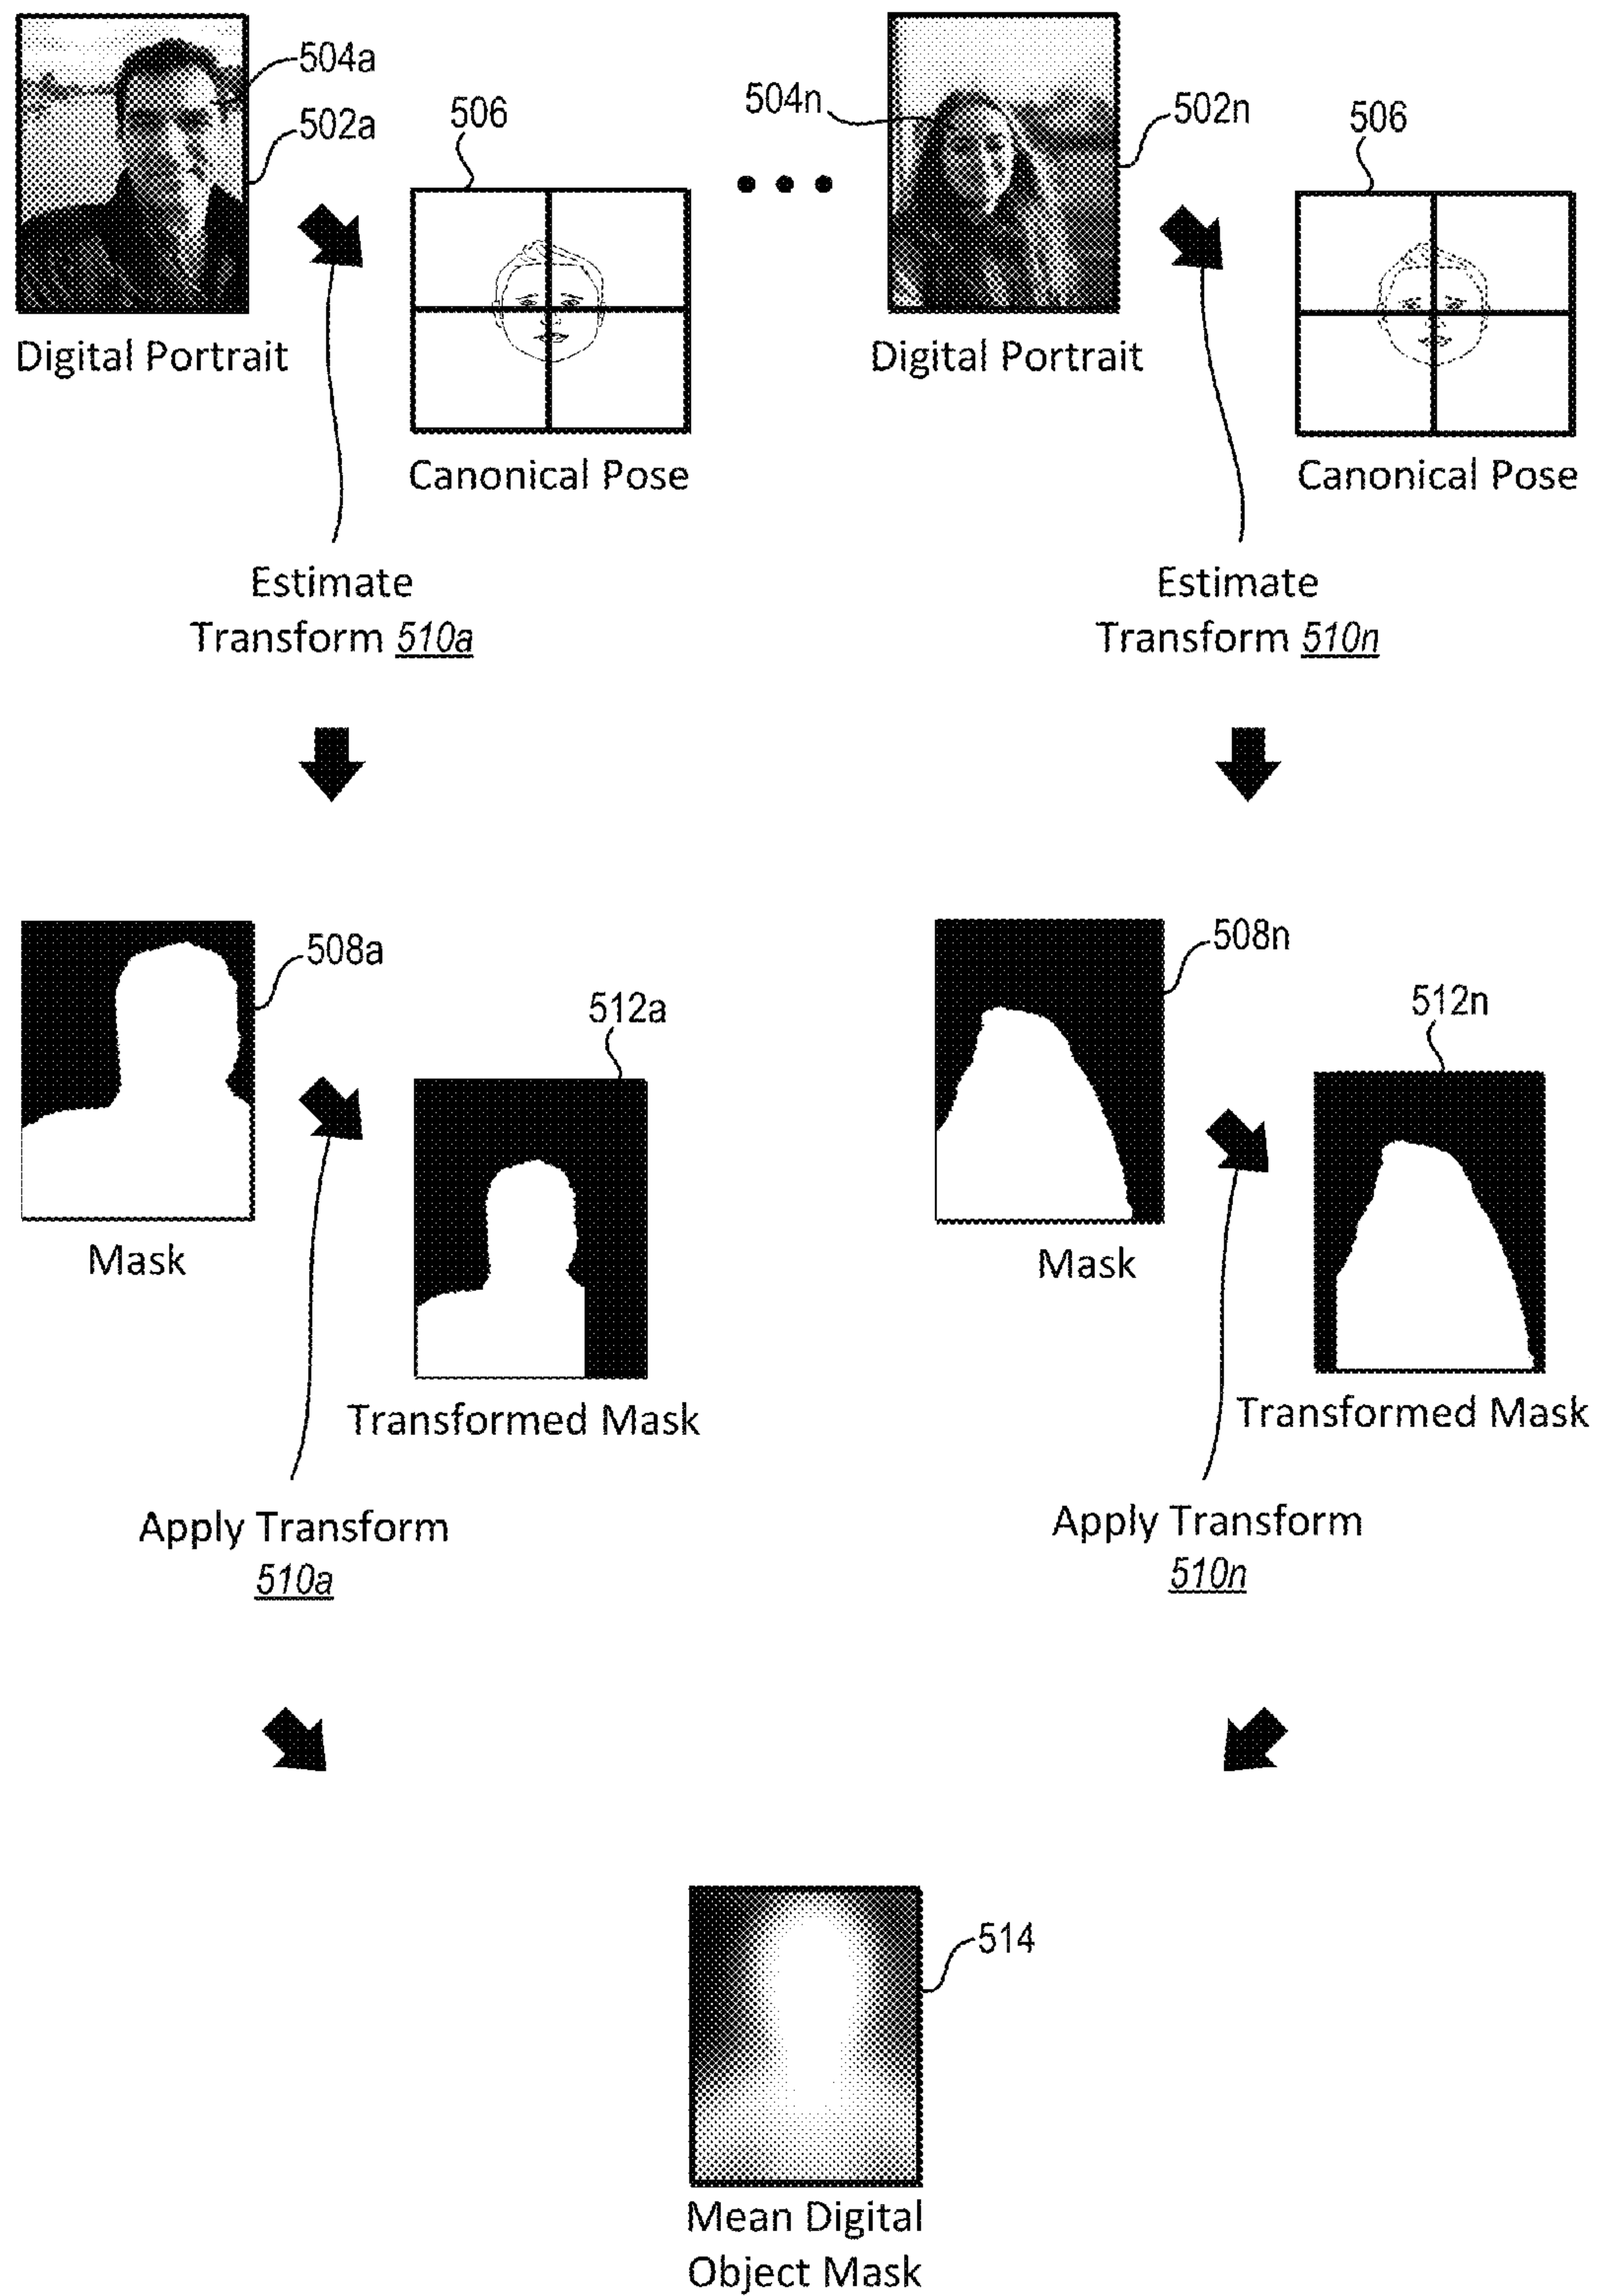 504a
502a
506
504n
502n
506
Digital Portrait
Canonical Pose
Digital Portrait
Canonical Pose
Estimate
Transform 510a
Estimate
Transform 510n
508a
512a
508n
512n
Mask
Transformed Mask
Mask
Transformed Mask
Apply Transform
510a
Apply Transform
510n
514
Mean Digital
Object Mask